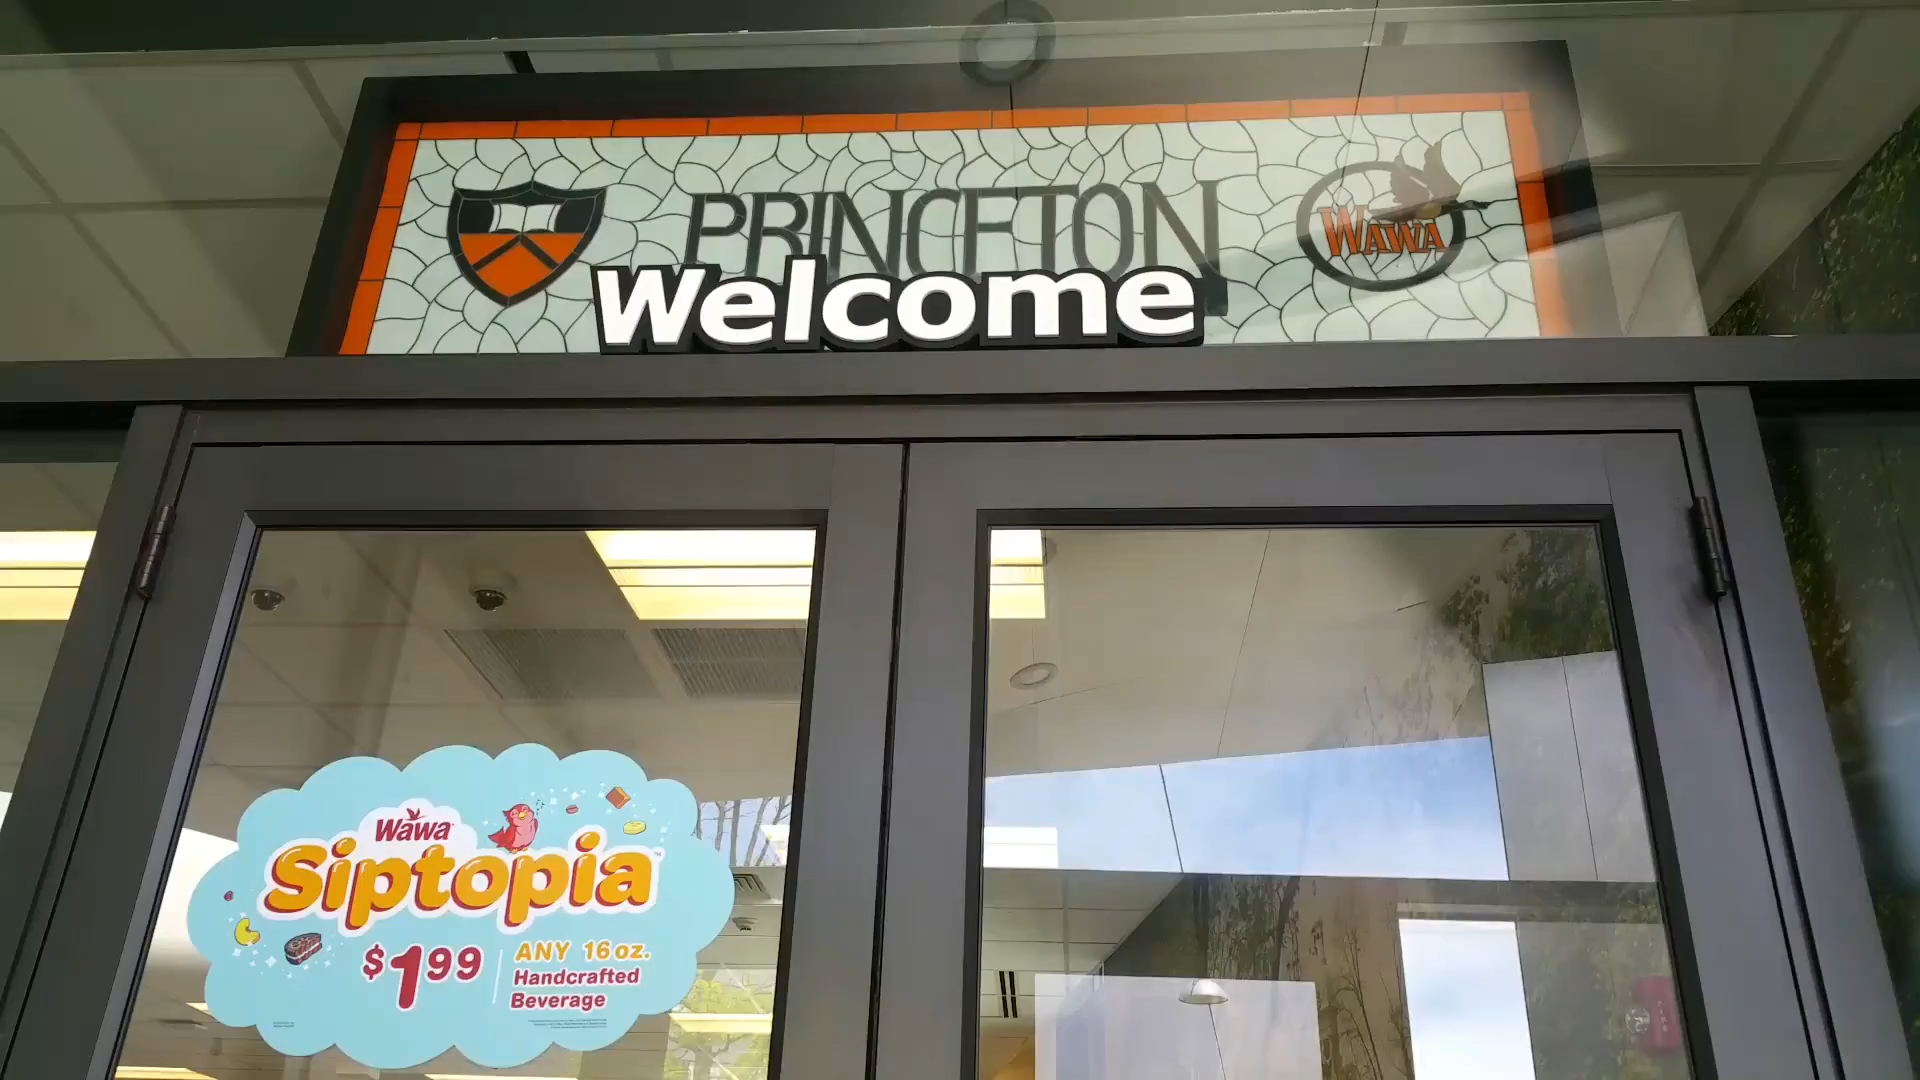 PRINCETON
WAWA
Welcome
Wawa
Siptopia
$1.99
ANY 16 oz.
Handcrafted
Beverage